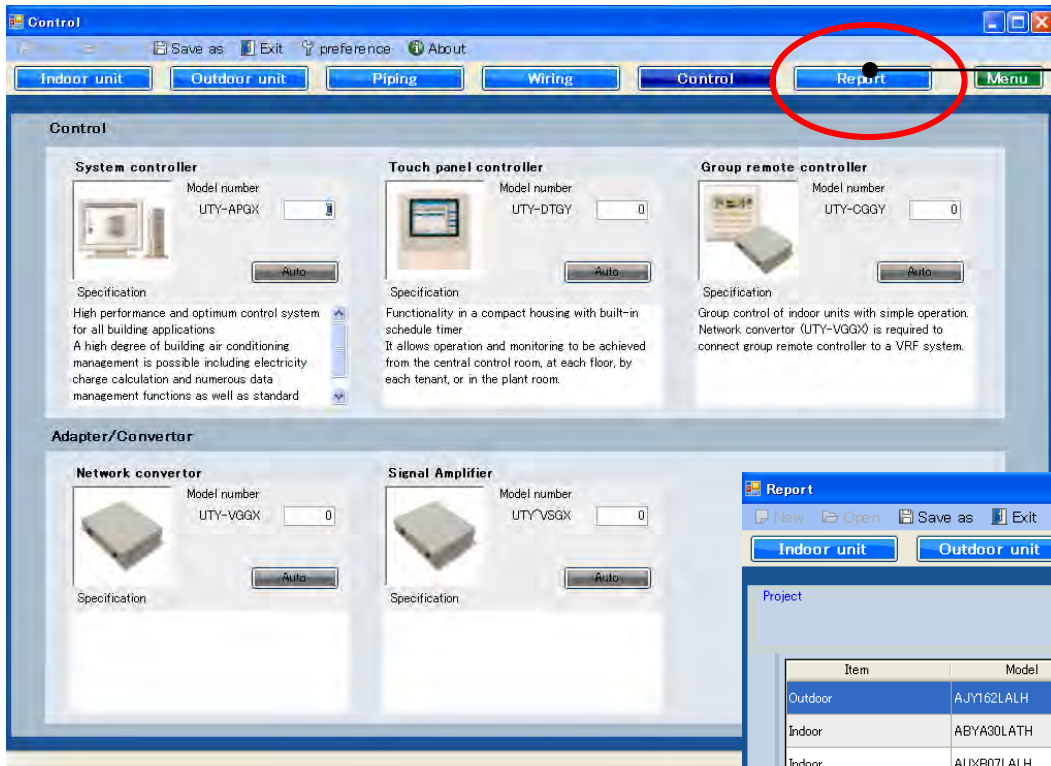 Control
Save as Exit preference About
Indoor unit Outdoor unit Piping Wiring Control Report Menu
Control
System controller
Model number
UTY-APGX
Auto
Specification
High performance and optimum control system
for all building applications
A high degree of building air conditioning
management is possible including electricity
charge calculation and numerous data
management functions as well as standard
Touch panel controller
Model number
UTY-DTGY 0
Auto
Specification
Functionality in a compact housing with built-in
schedule timer
It allows operation and monitoring to be achieved
from the central control room, at each floor, by
each tenant, or in the plant room.
Group remote controller
Model number
UTY-CGGY 0
Auto
Specification
Group control of indoor units with simple operation.
Network convertor (UTY-VGGX) is required to
connect group remote controller to a VRF system.
Adapter/Convertor
Network convertor
Model number
UTY-VGGX 0
Auto
Specification
Signal Amplifier
Model number
UTY-VSGX 0
Auto
Specification
Report
New Open Save as Exit
Indoor unit Outdoor unit
Project
Item Model
Outdoor AJY162LALH
Indoor ABYA30LATH
Indoor AUXB07LALH